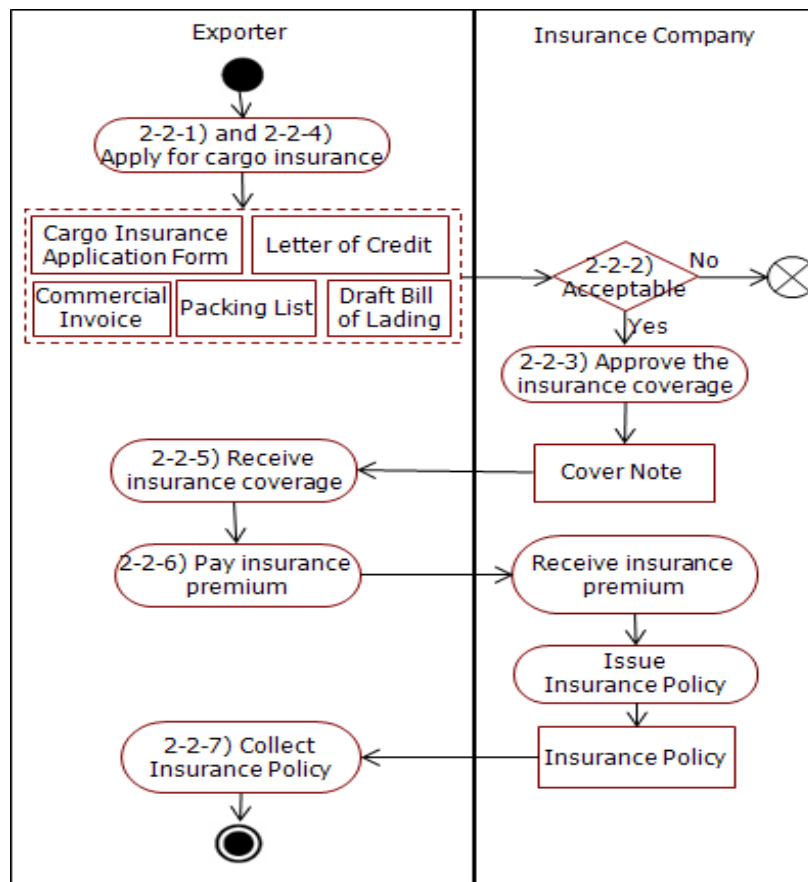 Exporter
Insurance Company
2-2-1) and 2-2-4)
Apply for cargo insurance
Cargo Insurance
Application Form
Letter of Credit
Commercial
Invoice
Packing List
Draft Bill
of Lading
2-2-2)
Acceptable
No
Yes
2-2-3) Approve the
insurance coverage
Cover Note
2-2-5) Receive
insurance coverage
2-2-6) Pay insurance
premium
Receive insurance
premium
Issue
Insurance Policy
Insurance Policy
2-2-7) Collect
Insurance Policy